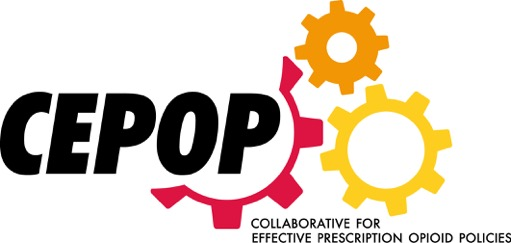 CEPOP
COLLABORATIVE FOR
EFFECTIVE PRESCRIPTION OPIOID POLICIES